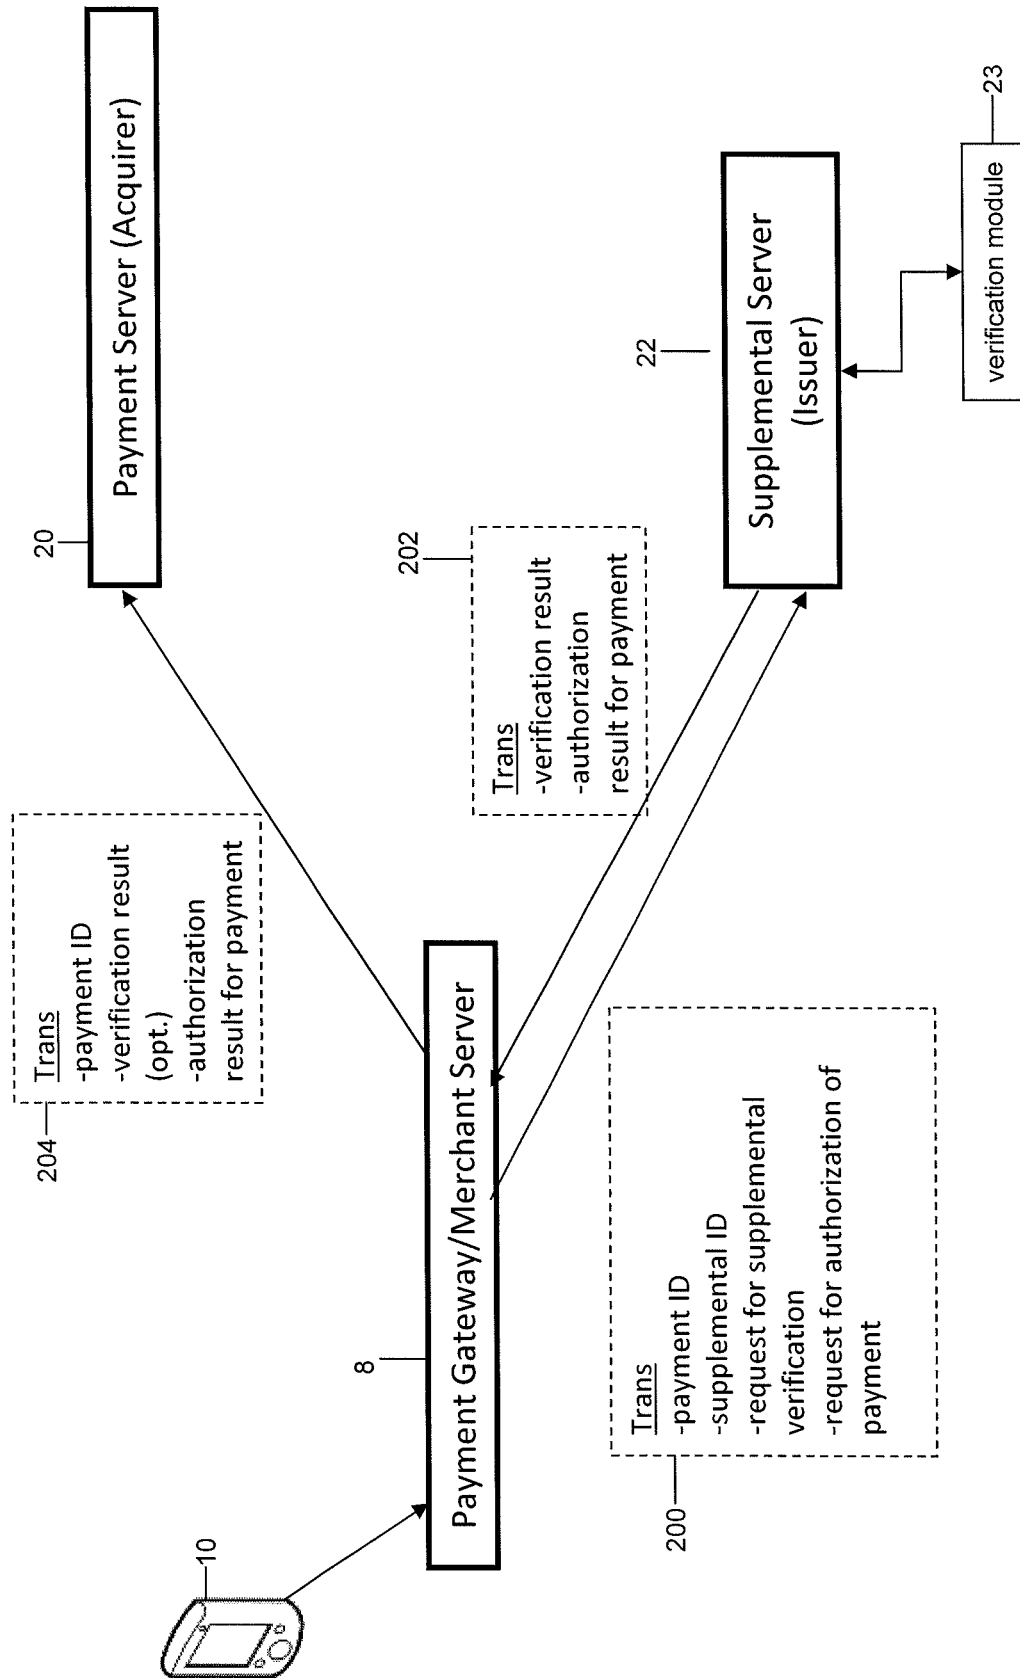 10
8
Payment Gateway/Merchant Server
204
Trans
-payment ID
-verification result
(opt.)
-authorization
result for payment
20
Payment Server (Acquirer)
202
Trans
-verification result
-authorization
result for payment
200
Trans
-payment ID
-supplemental ID
-request for supplemental
verification
-request for authorization of
payment
22
Supplemental Server
(Issuer)
verification module
23